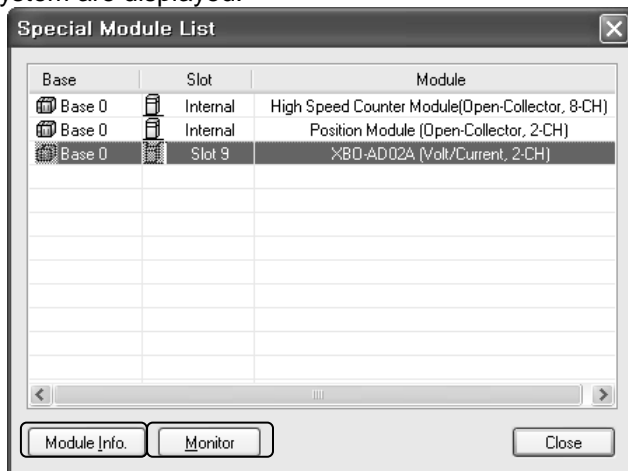 ystem are displayed.
Special Module List
Base Slot Module
Base 0 Internal High Speed Counter Module(Open-Collector, 8-CH)
Base 0 Internal Position Module (Open-Collector, 2-CH)
Base 0 Slot 9 XBO-AD02A (Volt/Current, 2-CH)
Module Info. Monitor Close